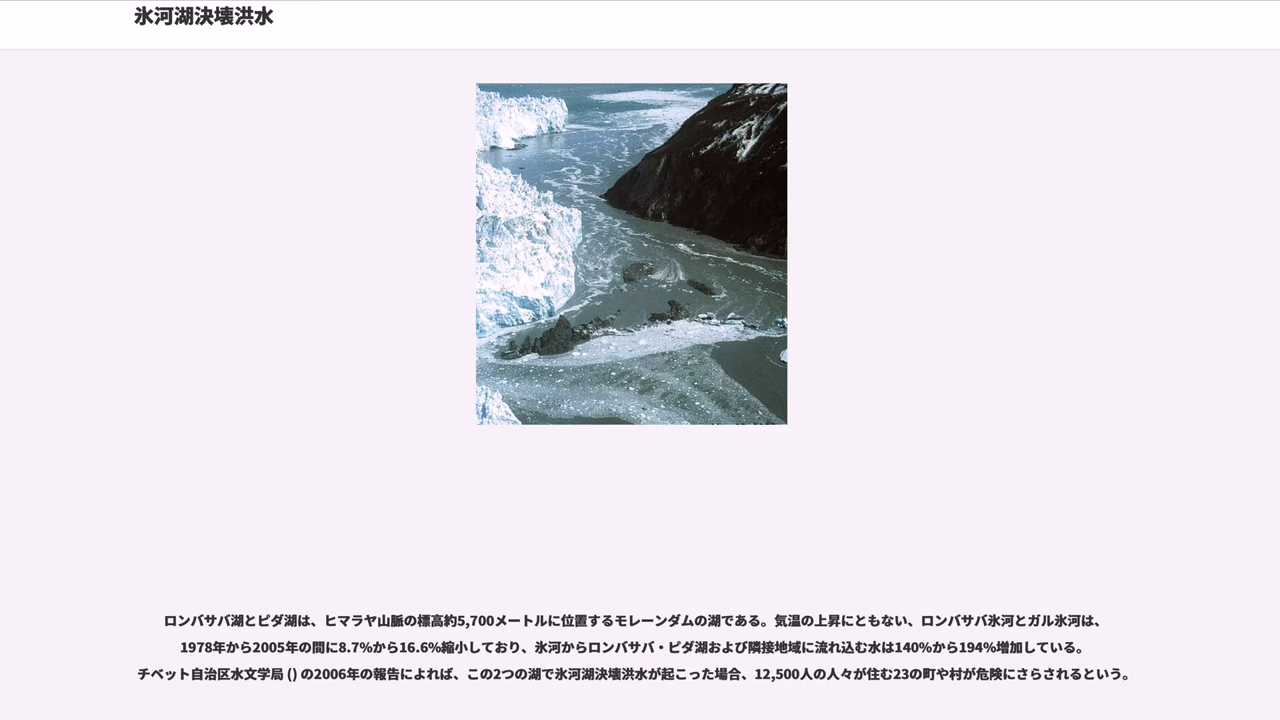 氷河湖決壊洪水
ロンバサバ湖とピダ湖は、ヒマラヤ山脈の標高約5,700メートルに位置するモレーンダムの湖である。気温の上昇にともない、ロンバサバ氷河とガル氷河は、
1978年から2005年の間に8.7%から16.6%縮小しており、氷河からロンバサバ・ピダ湖および隣接地域に流れ込む水は140%から194%増加している。
チベット自治区水文学局 () の2006年の報告によれば、この2つの湖で氷河湖決壊洪水が起こった場合、12,500人の人々が住む23の町や村が危険にさらされるという。